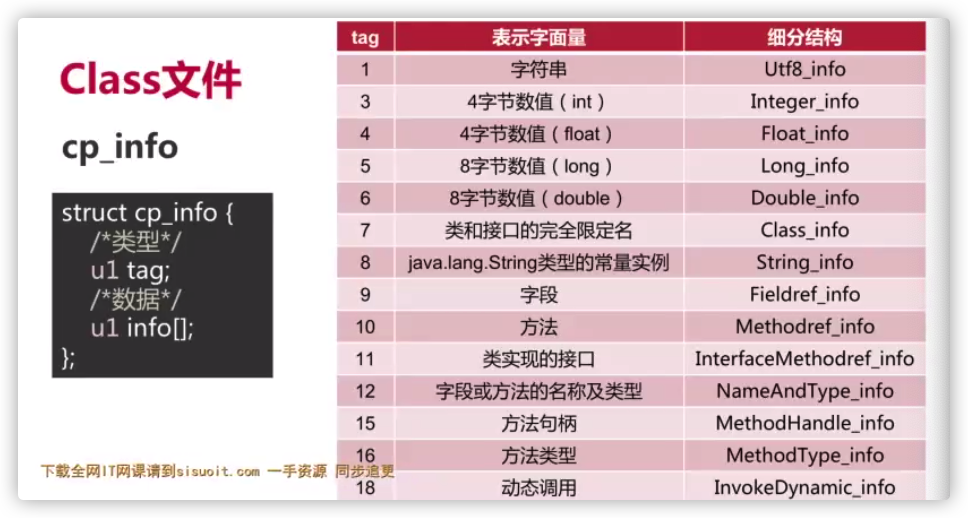 Class文件
cp_info
struct cp_info {
/*类型*/
u1 tag;
/*数据*/
u1 info[];
};
tag 表示字面量 细分结构
1 字符串 Utf8_info
3 4字节数值（int） Integer_info
4 4字节数值（float） Float_info
5 8字节数值（long） Long_info
6 8字节数值（double） Double_info
7 类和接口的完全限定名 Class_info
8 java.lang.String类型的常量实例 String_info
9 字段 Fieldref_info
10 方法 Methodref_info
11 类实现的接口 InterfaceMethodref_info
12 字段或方法的名称及类型 NameAndType_info
15 方法句柄 MethodHandle_info
16 方法类型 MethodType_info
18 动态调用 InvokeDynamic_info
下载全网IT网课请到sisuoit.com 一手资源 同步追更